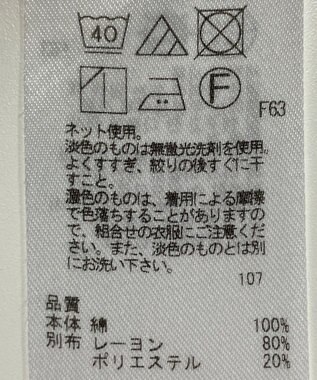 40
F
F63
ネット使用。
淡色のものは無蛍光洗剤を使用。
よくすすぎ、絞りの後すぐに干
すこと。
濃色のものは、着用による摩擦
で色落ちすることがありますの
で、組合せの衣服にご注意くだ
さい。また、淡色のものとは別
にお洗い下さい。
107
品質
本体 綿 100%
別布 レーヨン 80%
ポリエステル 20%